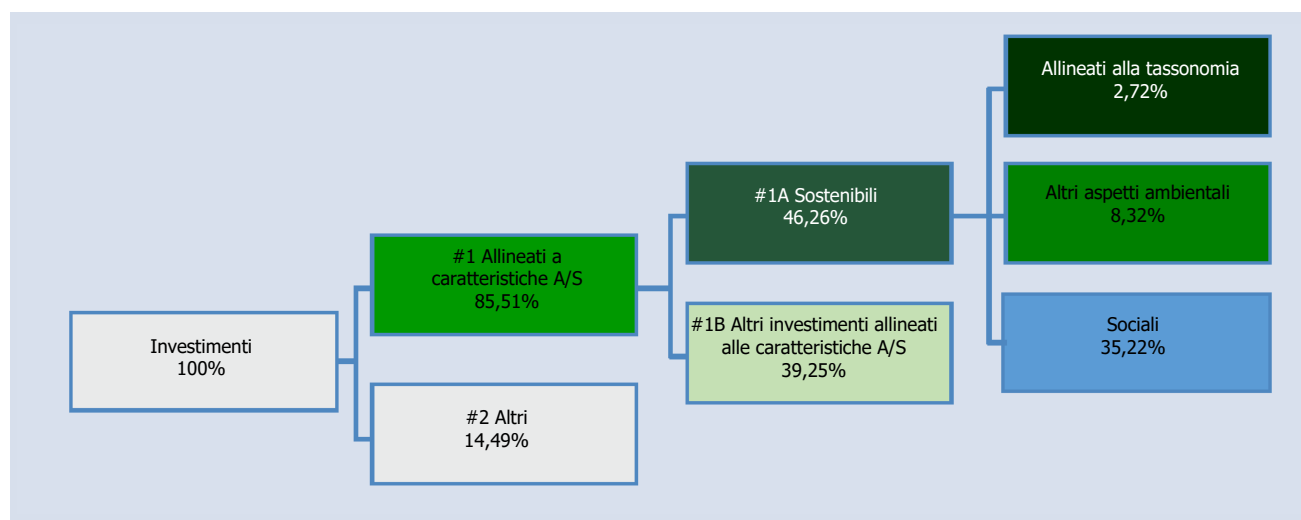 Investimenti
100%
#1 Allineati a
caratteristiche A/S
85,51%
#2 Altri
14,49%
#1A Sostenibili
46,26%
#1B Altri investimenti allineati
alle caratteristiche A/S
39,25%
Allineati alla tassonomia
2,72%
Altri aspetti ambientali
8,32%
Sociali
35,22%